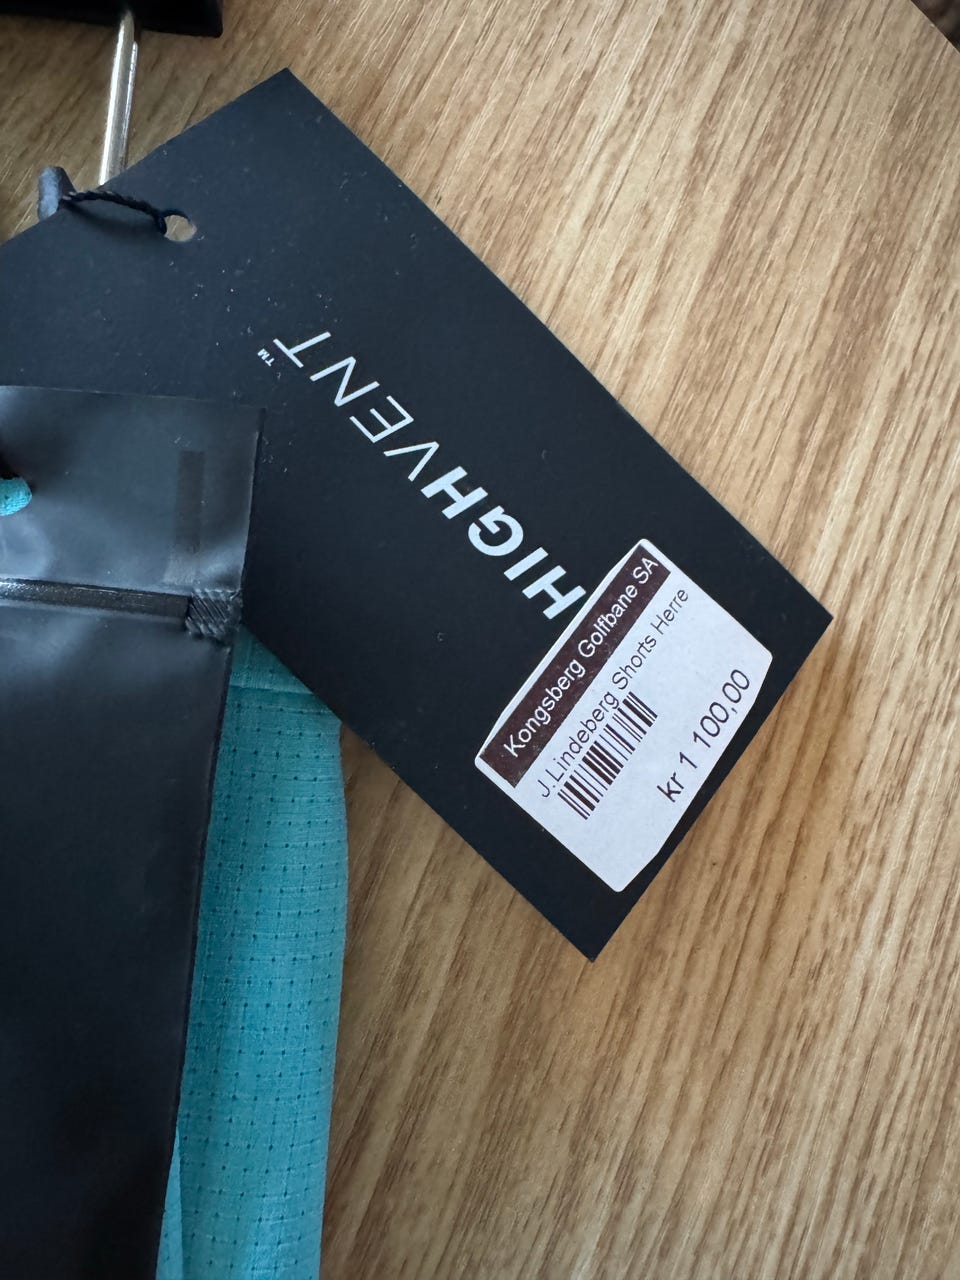 HIGHVENT™
Kongsberg Golfbane SA
J.Lindeberg Shorts Herre
kr 1 100,00